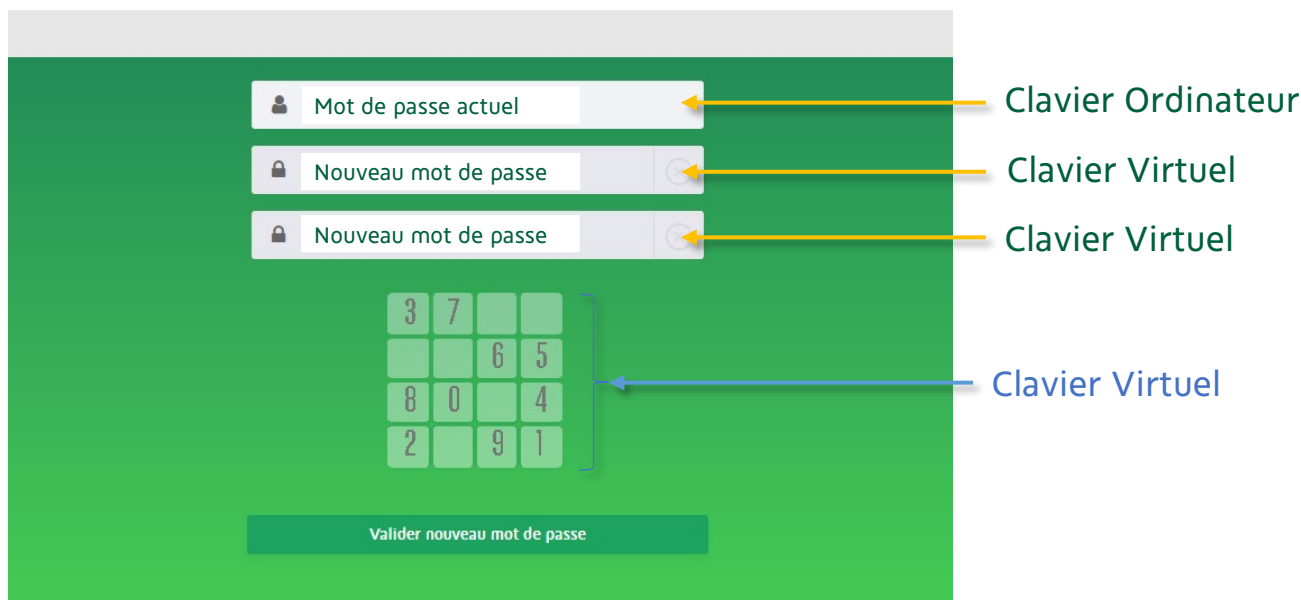 Mot de passe actuel
Clavier Ordinateur
Nouveau mot de passe
Clavier Virtuel
Nouveau mot de passe
Clavier Virtuel
3 7
6 5
8 0 4
2 9 1
Clavier Virtuel
Valider nouveau mot de passe